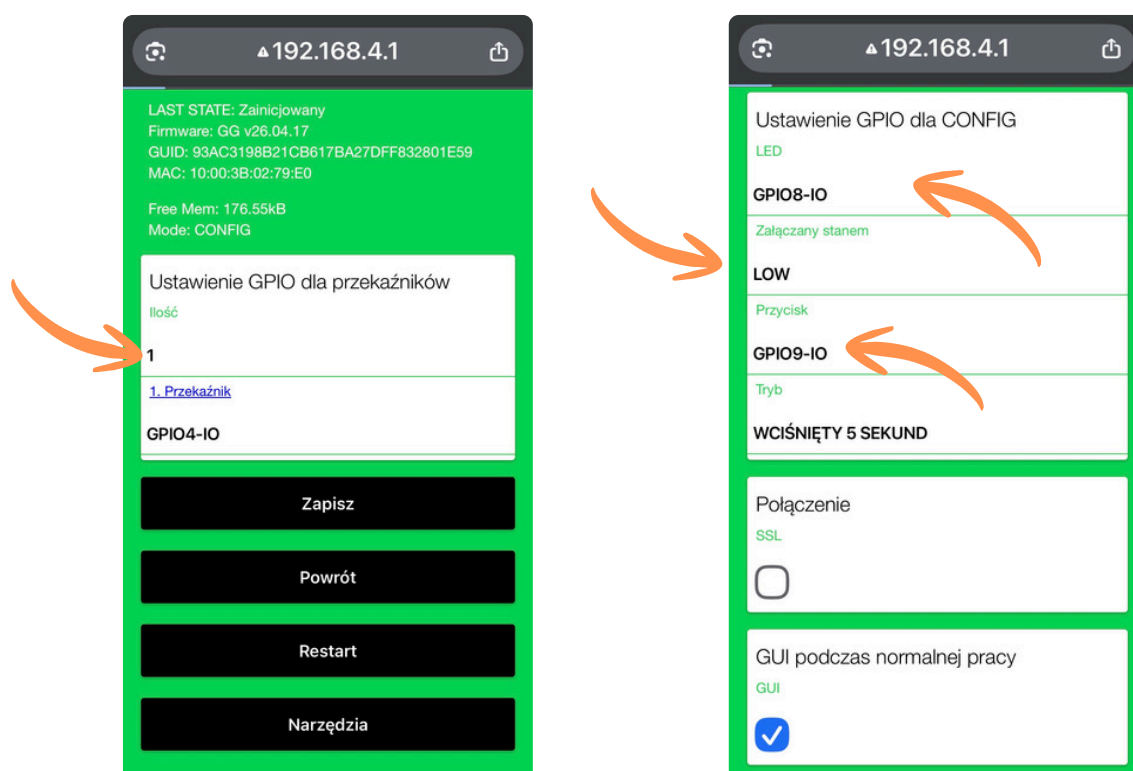 192.168.4.1
LAST STATE: Zainicjowany
Firmware: GG v26.04.17
GUID: 93AC3198B21CB617BA27DFF832801E59
MAC: 10:00:3B:02:79:E0
Free Mem: 176.55kB
Mode: CONFIG
Ustawienie GPIO dla przekaźników
Ilość
1
1. Przekaźnik
GPIO4-IO
Zapisz
Powrót
Restart
Narzędzia
192.168.4.1
Ustawienie GPIO dla CONFIG
LED
GPIO8-IO
Załączany stanem
LOW
Przycisk
GPIO9-IO
Tryb
WCIŚNIĘTY 5 SEKUND
Połączenie
SSL
GUI podczas normalnej pracy
GUI